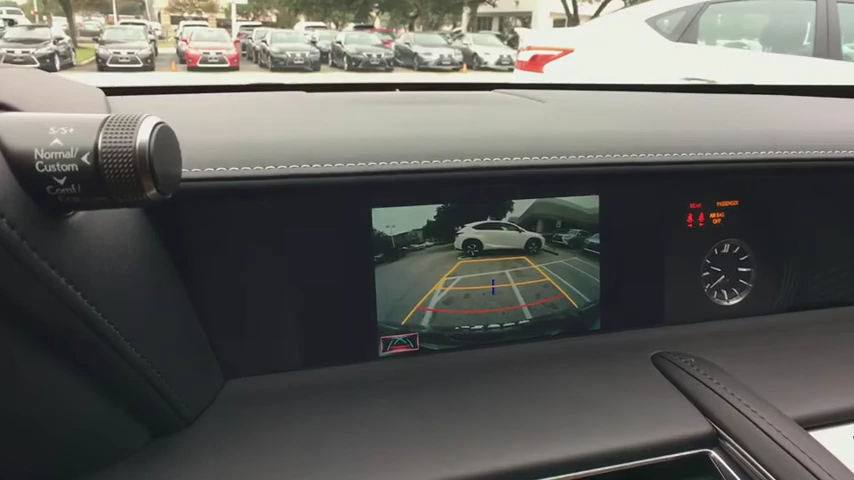 S/S+
Normal/
Custom
Comf/
REAR
PASSENGER
AIR BAG
OFF